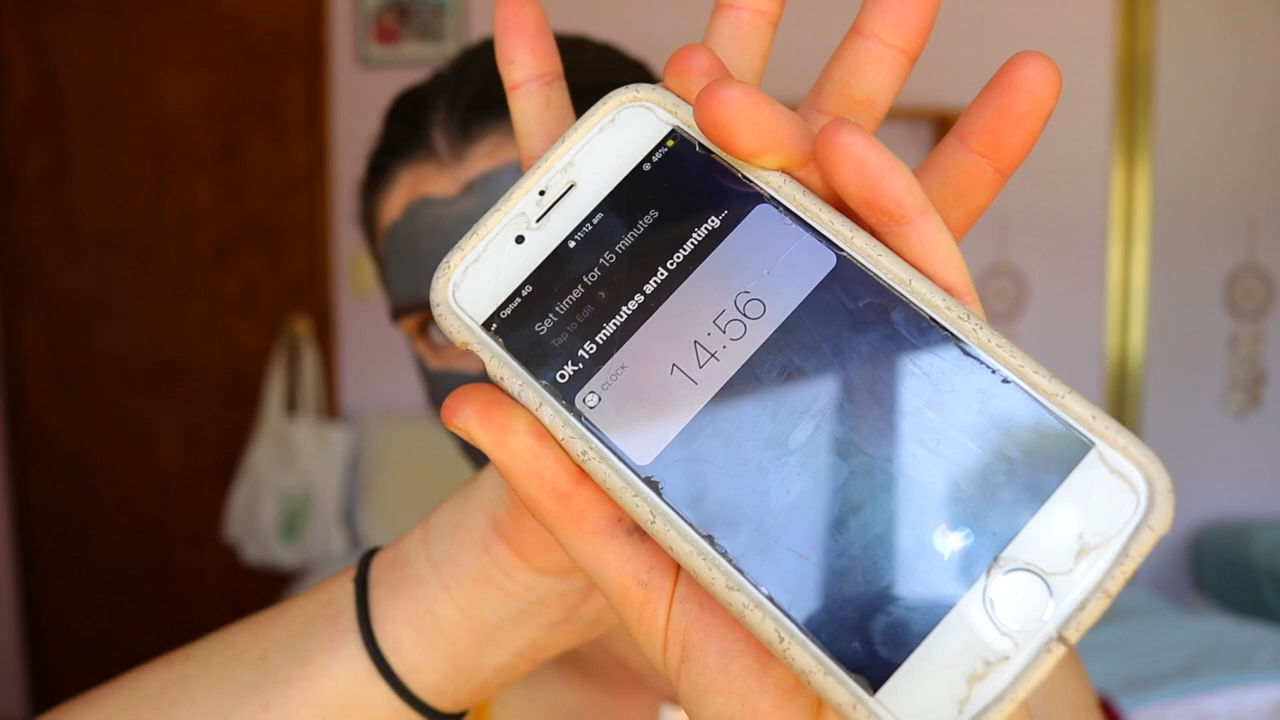 Optus 4G 11:12 am 46%
Set timer for 15 minutes
Tap to Edit >
OK, 15 minutes and counting...
CLOCK
14:56